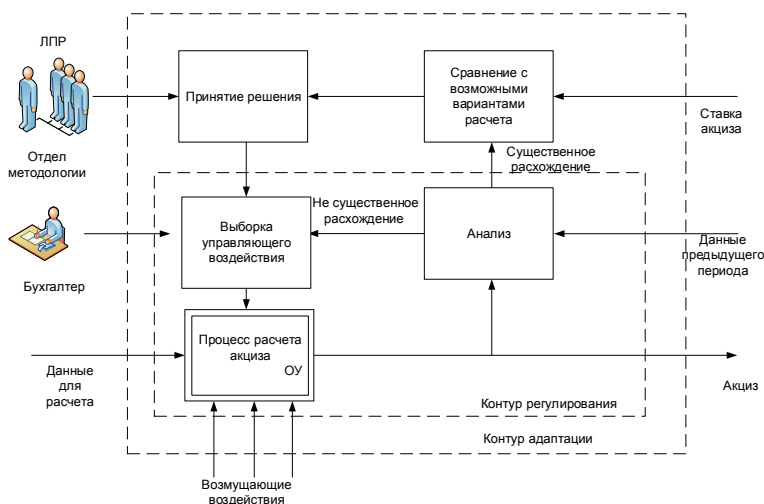 ЛПР
Отдел
методологии
Принятие решения
Сравнение с
возможными
вариантами
расчета
Ставка
акциза
Существенное
расхождение
Не существенное
расхождение
Бухгалтер
Выборка
управляющего
воздействия
Анализ
Данные
предыдущего
периода
Данные
для
расчета
Процесс расчета
акциза
ОУ
Акциз
Контур регулирования
Контур адаптации
Возмущающие
воздействия